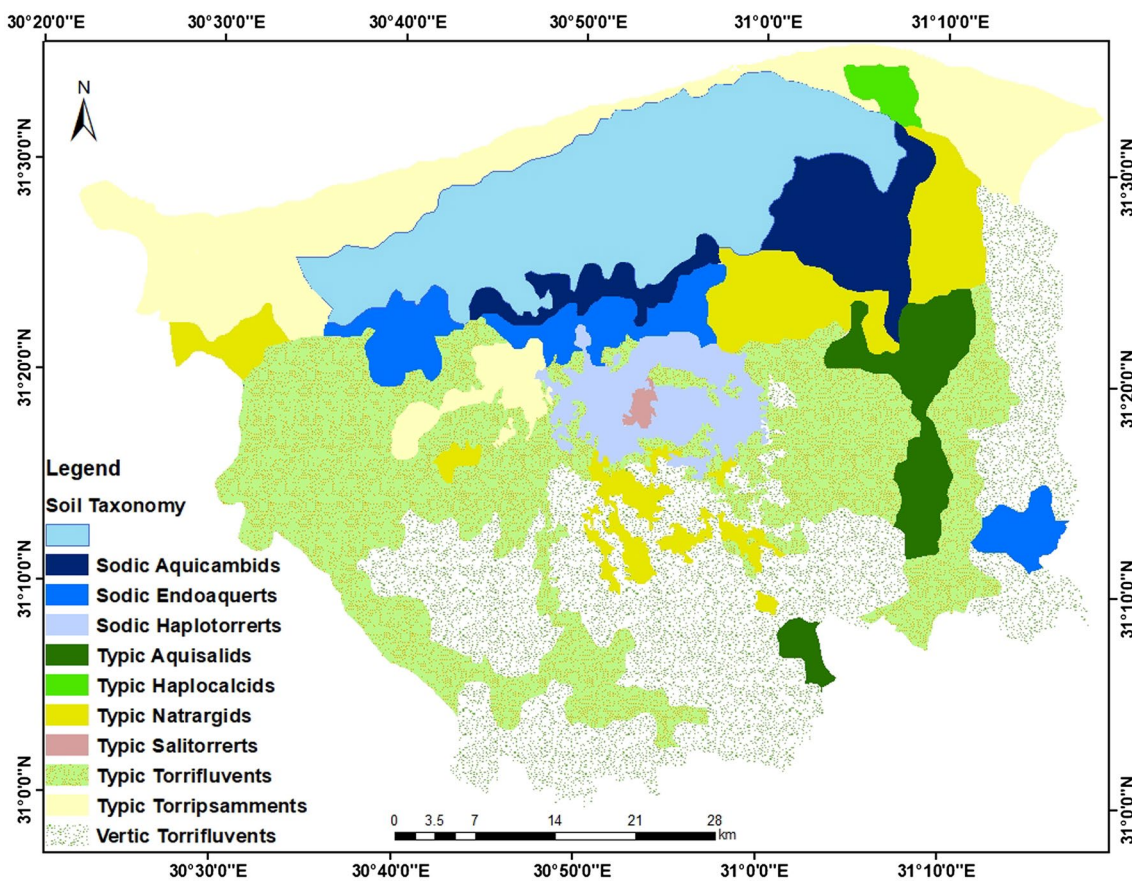 30°20'0"E 30°30'0"E 30°40'0"E 30°50'0"E 31°0'0"E 31°10'0"E
N
31°30'0"N
31°30'0"N
31°20'0"N
31°20'0"N
Legend
Soil Taxonomy
Sodic Aquicambids
31°10'0"N
Sodic Endoaquerts
31°10'0"N
Sodic Haplotorrerts
Typic Aquisalids
Typic Haplocalcids
Typic Natrargids
Typic Salitorrerts
Typic Torrifluvents
31°0'0"N
Typic Torripsamments
31°0'0"N
Vertic Torrifluvents
0 3.5 7 14 21 28
km
30°30'0"E 30°40'0"E 30°50'0"E 31°0'0"E 31°10'0"E